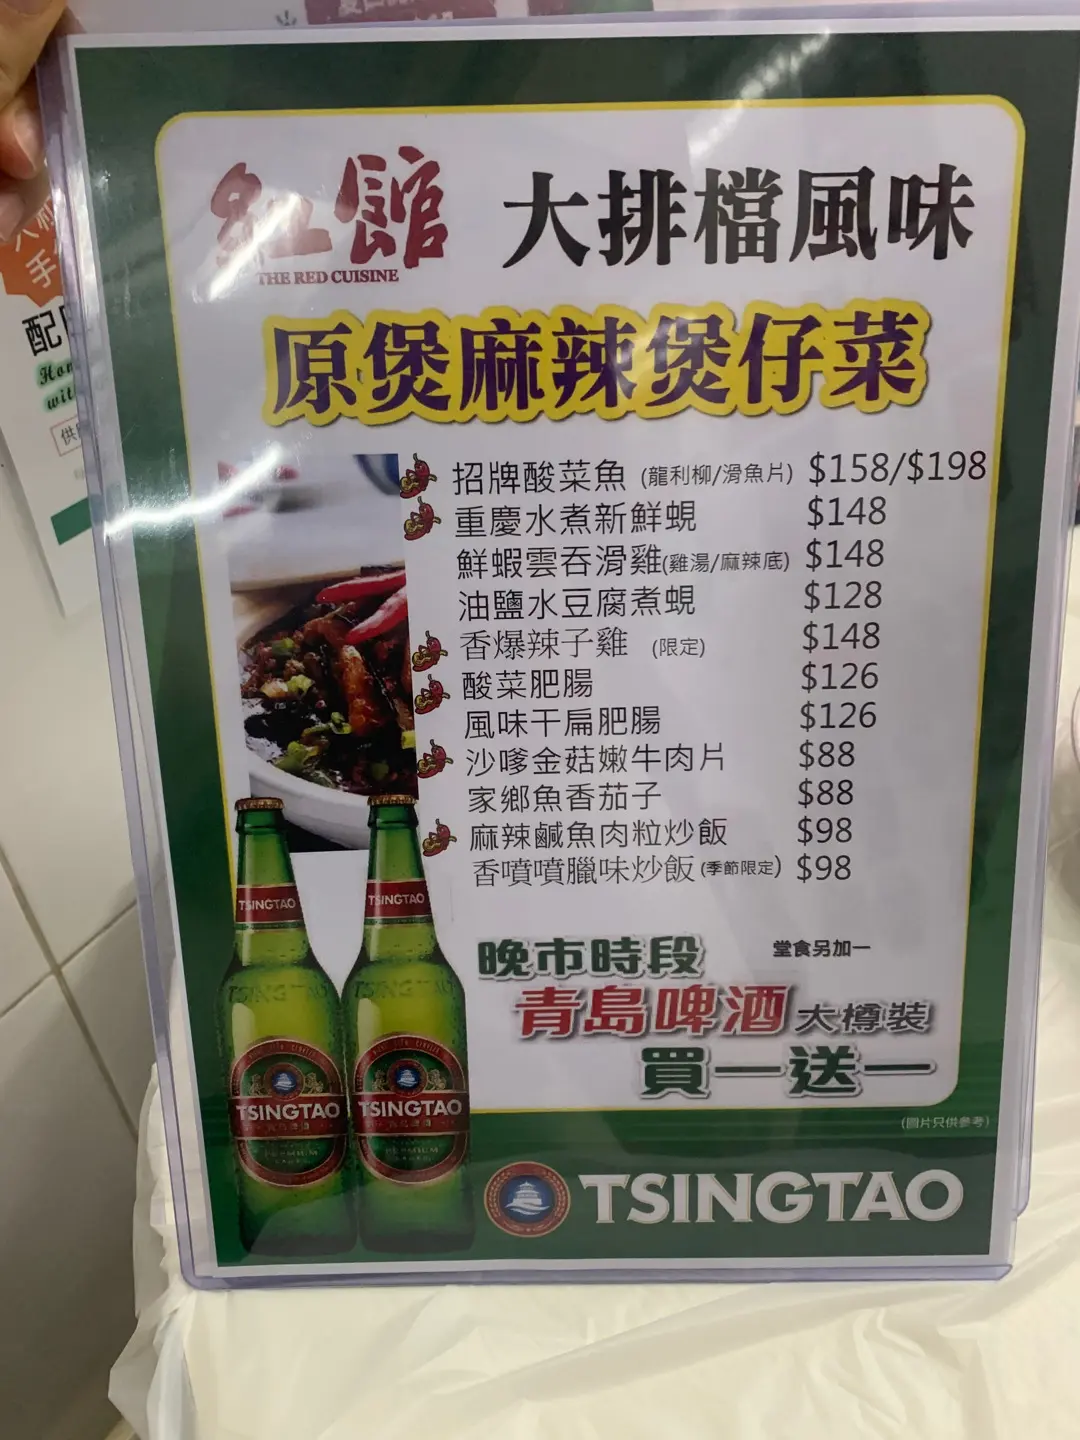 紅館
THE RED CUISINE
大排檔風味
原煲麻辣煲仔菜
招牌酸菜魚 (龍利柳/滑魚片) $158/$198
重慶水煮新鮮蜆 $148
鮮蝦雲吞滑雞(雞湯/麻辣底) $148
油鹽水豆腐煮蜆 $128
香爆辣子雞 (限定) $148
酸菜肥腸 $126
風味干扁肥腸 $126
沙嗲金菇嫩牛肉片 $88
家鄉魚香茄子 $88
麻辣鹹魚肉粒炒飯 $98
香噴噴臘味炒飯(季節限定) $98
晚市時段
堂食另加一
青島啤酒 大樽裝
買一送一
(圖片只供參考)
TSINGTAO TSINGTAO
TSINGTAO TSINGTAO
TSINGTAO
手
配